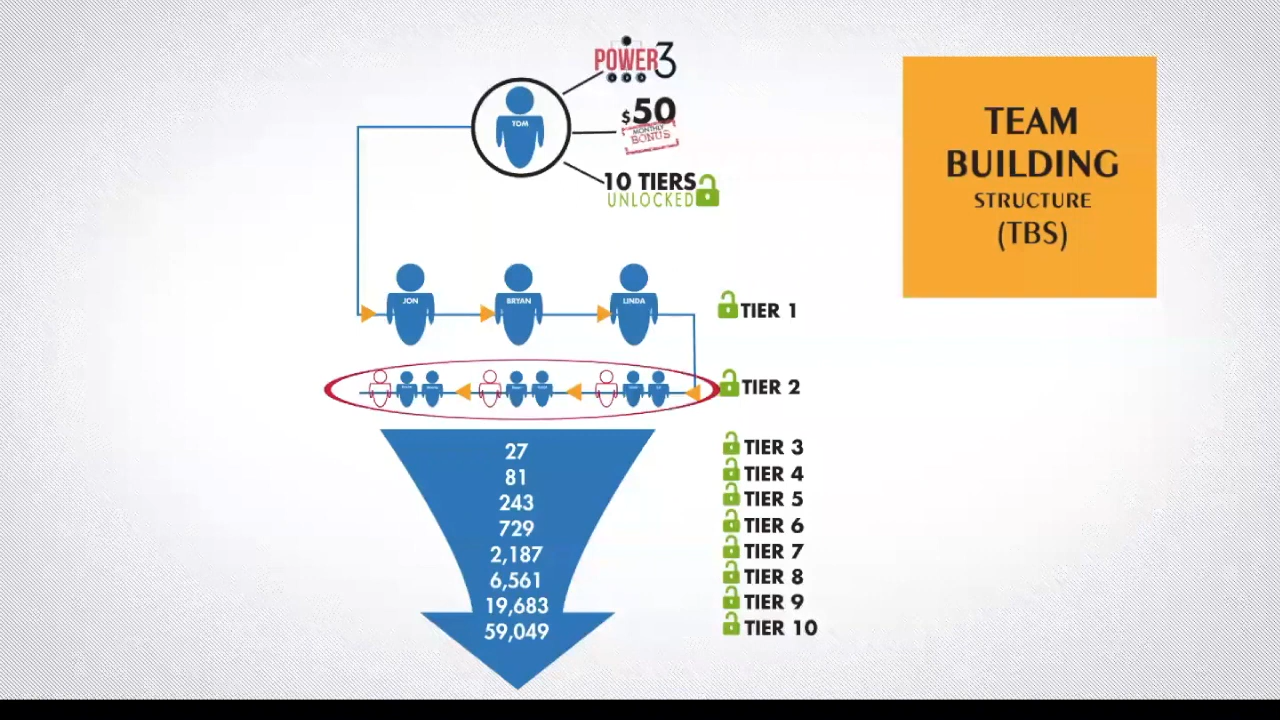 POWER3
$50
MONTHLY
BONUS
TOM
10 TIERS
UNLOCKED
TEAM
BUILDING
STRUCTURE
(TBS)
JON
BRYAN
LINDA
TIER 1
TIER 2
27
81
243
729
2,187
6,561
19,683
59,049
TIER 3
TIER 4
TIER 5
TIER 6
TIER 7
TIER 8
TIER 9
TIER 10